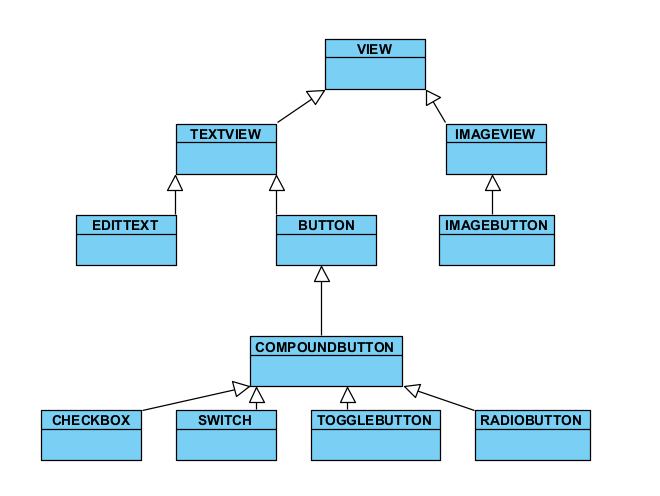 VIEW
TEXTVIEW
IMAGEVIEW
EDITTEXT
BUTTON
IMAGEBUTTON
COMPOUNDBUTTON
CHECKBOX
SWITCH
TOGGLEBUTTON
RADIOBUTTON